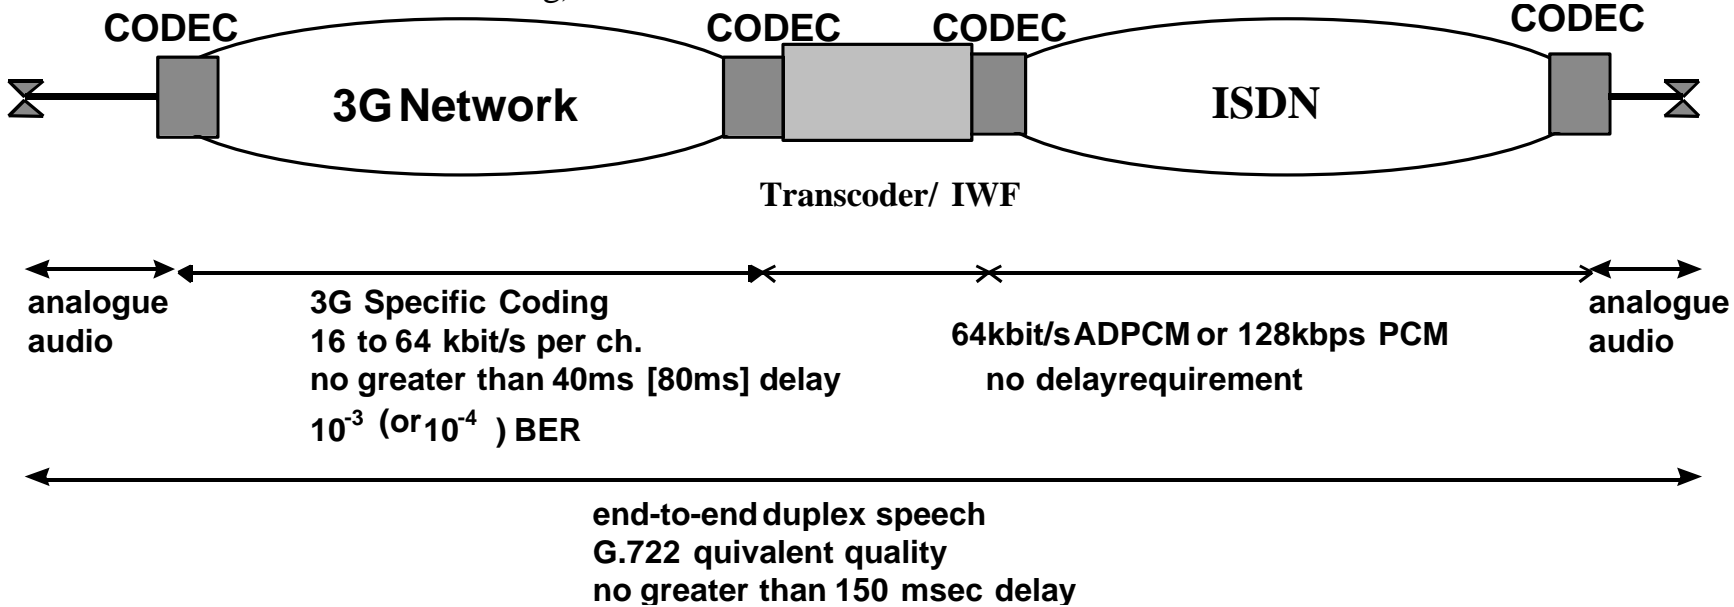 CODEC CODEC CODEC CODEC
3G Network ISDN
Transcoder/ IWF
analogue
audio
3G Specific Coding
16 to 64 kbit/s per ch.
no greater than 40ms [80ms] delay
10-3 (or 10-4 ) BER
64kbit/s ADPCM or 128kbps PCM
no delayrequirement
analogue
audio
end-to-end duplex speech
G.722 quivalent quality
no greater than 150 msec delay